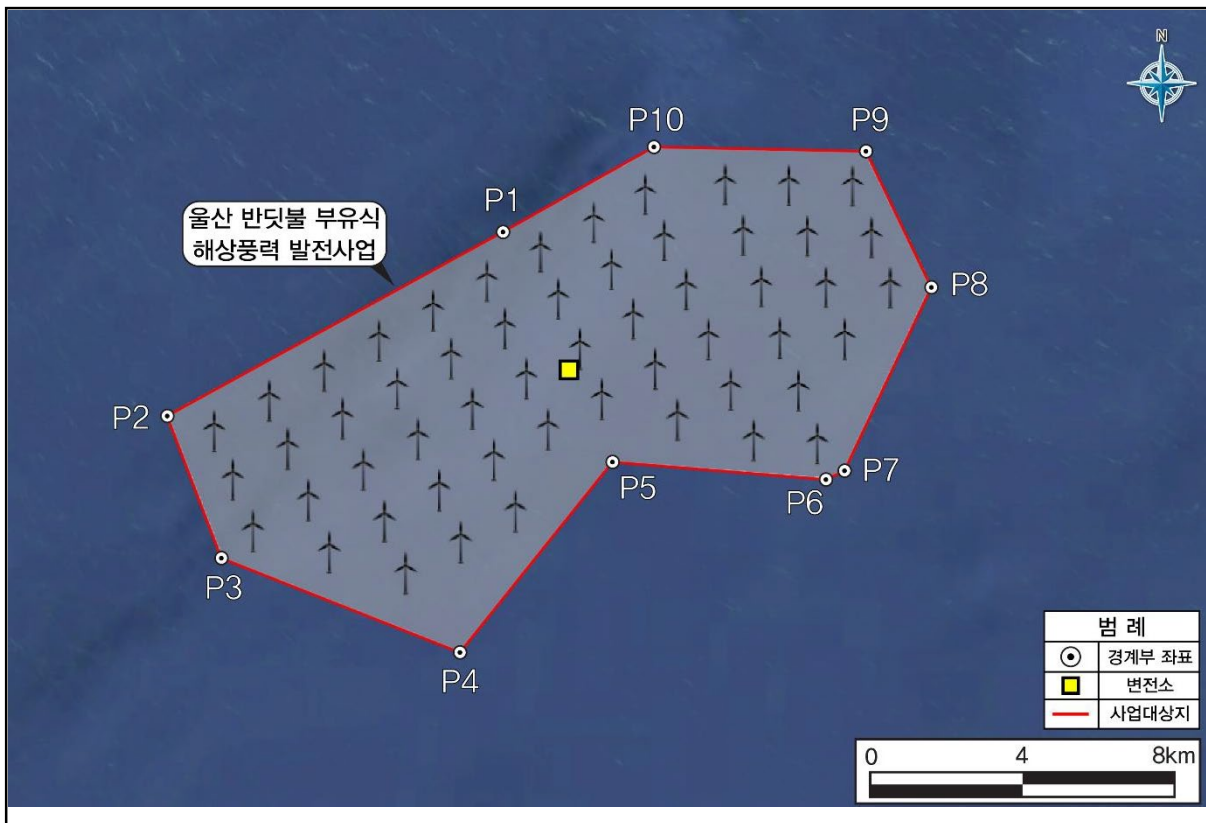 N
P10
P9
P1
울산 반딧불 부유식
해상풍력 발전사업
P8
P2
P7
P5
P6
P3
P4
범 례
경계부 좌표
변전소
사업대상지
0 4 8km